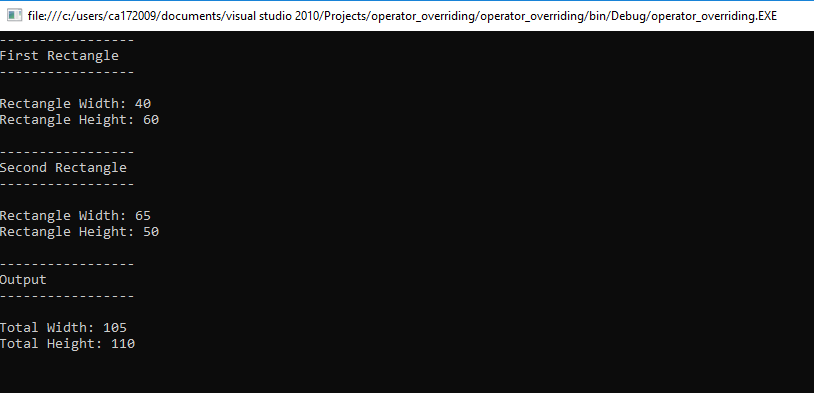 file:///c:/users/ca172009/documents/visual studio 2010/Projects/operator_overriding/operator_overriding/bin/Debug/operator_overriding.EXE
-----------------
First Rectangle
-----------------
Rectangle Width: 40
Rectangle Height: 60
-----------------
Second Rectangle
-----------------
Rectangle Width: 65
Rectangle Height: 50
-----------------
Output
-----------------
Total Width: 105
Total Height: 110